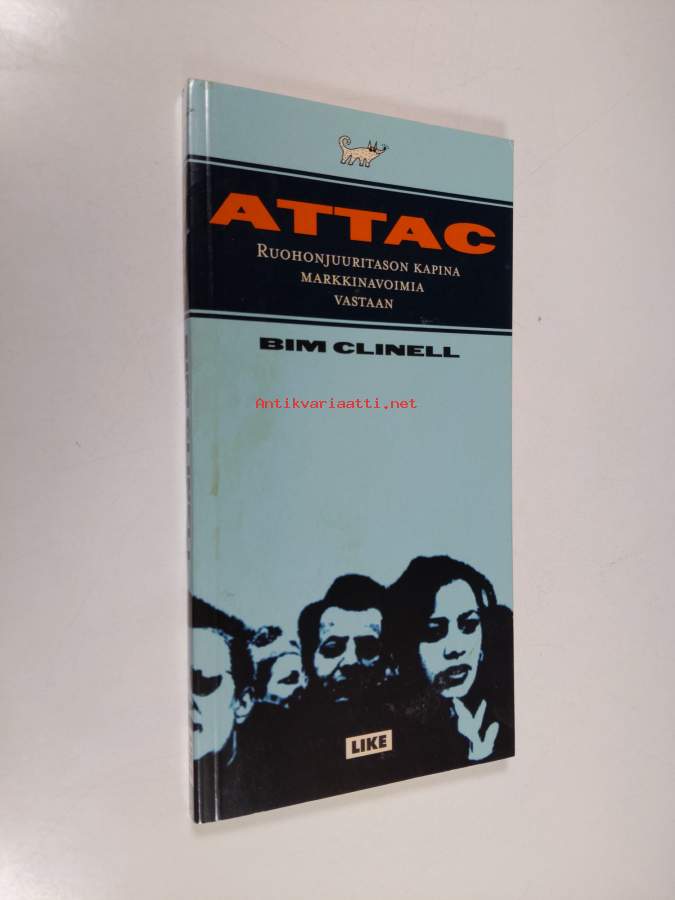 ATTAC
RUOHONJUURITASON KAPINA
MARKKINAVOIMIA
VASTAAN
BIM CLINELL
Antikvariaatti.net
LIKE